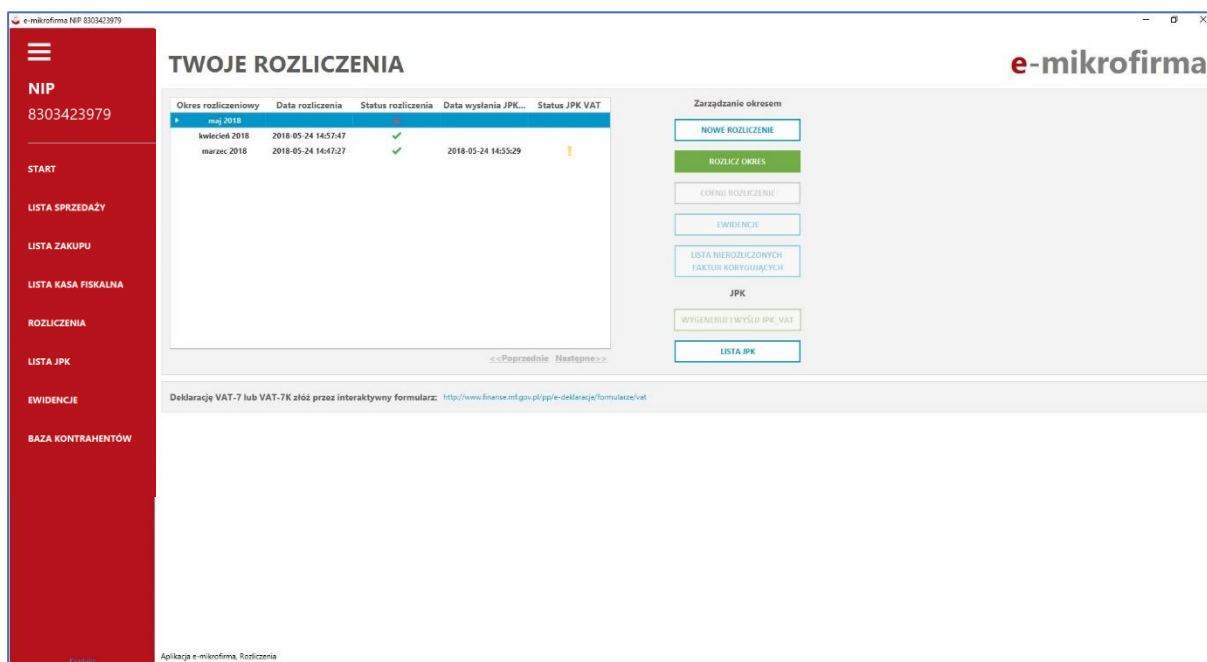 e-mikrofirma NIP 8303423979
NIP
8303423979
START
LISTA SPRZEDAŻY
LISTA ZAKUPU
LISTA KASA FISKALNA
ROZLICZENIA
LISTA JPK
EWIDENCJE
BAZA KONTRAHENTÓW
Kontakt
TWOJE ROZLICZENIA
e-mikrofirma
Okres rozliczeniowy Data rozliczenia Status rozliczenia Data wysłania JPK... Status JPK VAT
maj 2018
kwiecień 2018 2018-05-24 14:57:47
marzec 2018 2018-05-24 14:47:27 2018-05-24 14:55:29
<<Poprzednie Następne>>
Zarządzanie okresem
NOWE ROZLICZENIE
ROZLICZ OKRES
COFNIJ ROZLICZENIE
EWIDENCJE
LISTA NIEROZLICZONYCH
FAKTUR KORYGUJĄCYCH
JPK
WYGENERUJ I WYŚLIJ JPK_VAT
LISTA JPK
Deklarację VAT-7 lub VAT-7K złóż przez interaktywny formularz: http://www.finanse.mf.gov.pl/pp/e-deklaracje/formularze/vat
Aplikacja e-mikrofirma, Rozliczenia